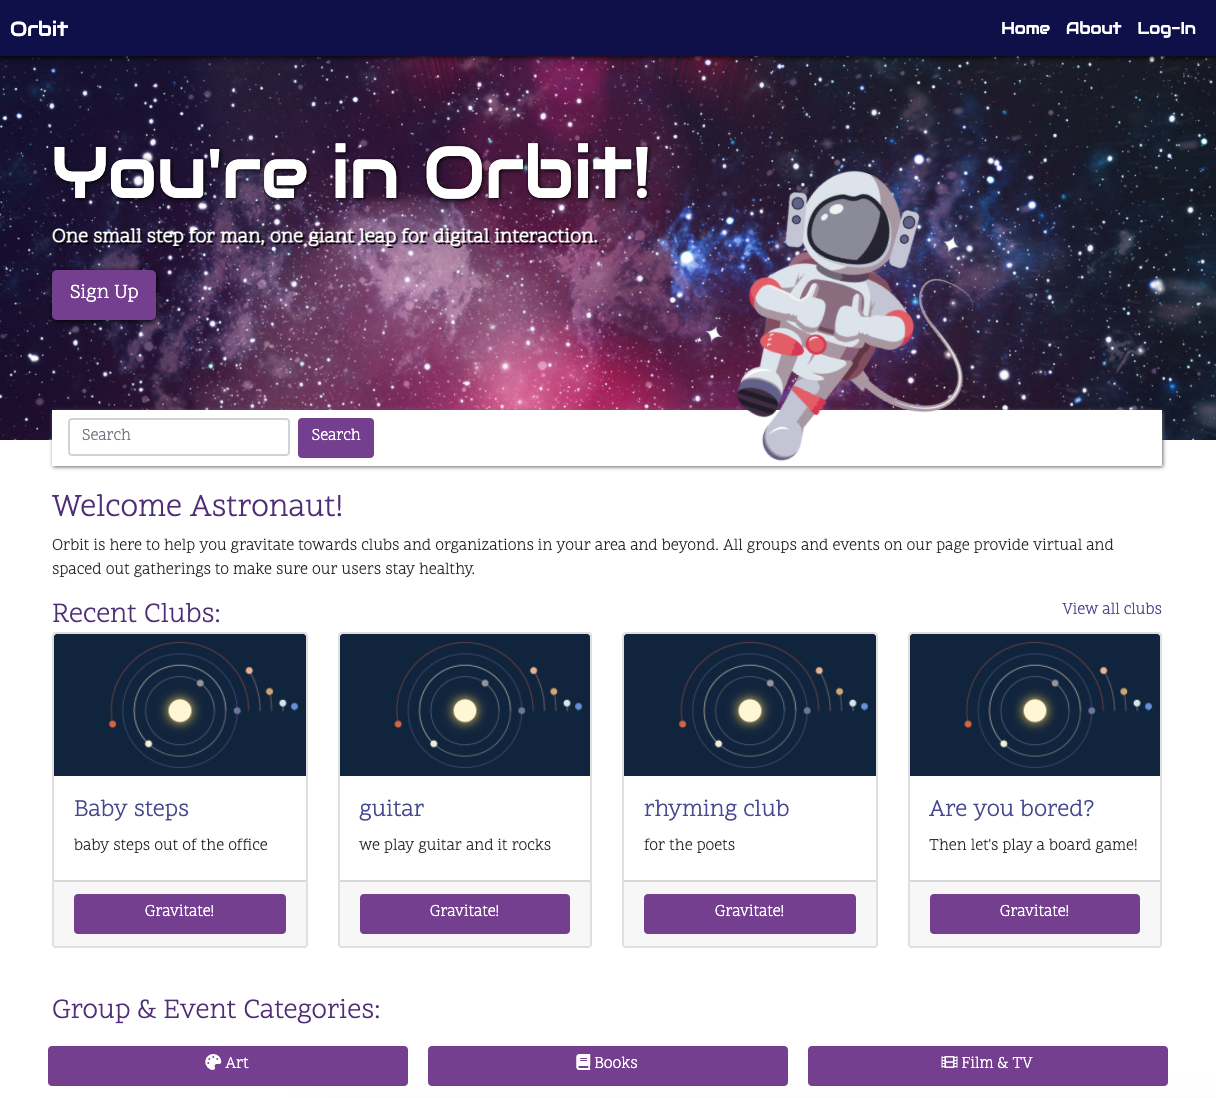 Orbit
Home About Log-In
You're in Orbit!
One small step for man, one giant leap for digital interaction.
Sign Up
Search Search
Welcome Astronaut!
Orbit is here to help you gravitate towards clubs and organizations in your area and beyond. All groups and events on our page provide virtual and
spaced out gatherings to make sure our users stay healthy.
Recent Clubs:
View all clubs
Baby steps
baby steps out of the office
Gravitate!
guitar
we play guitar and it rocks
Gravitate!
rhyming club
for the poets
Gravitate!
Are you bored?
Then let's play a board game!
Gravitate!
Group & Event Categories:
Art
Books
Film & TV